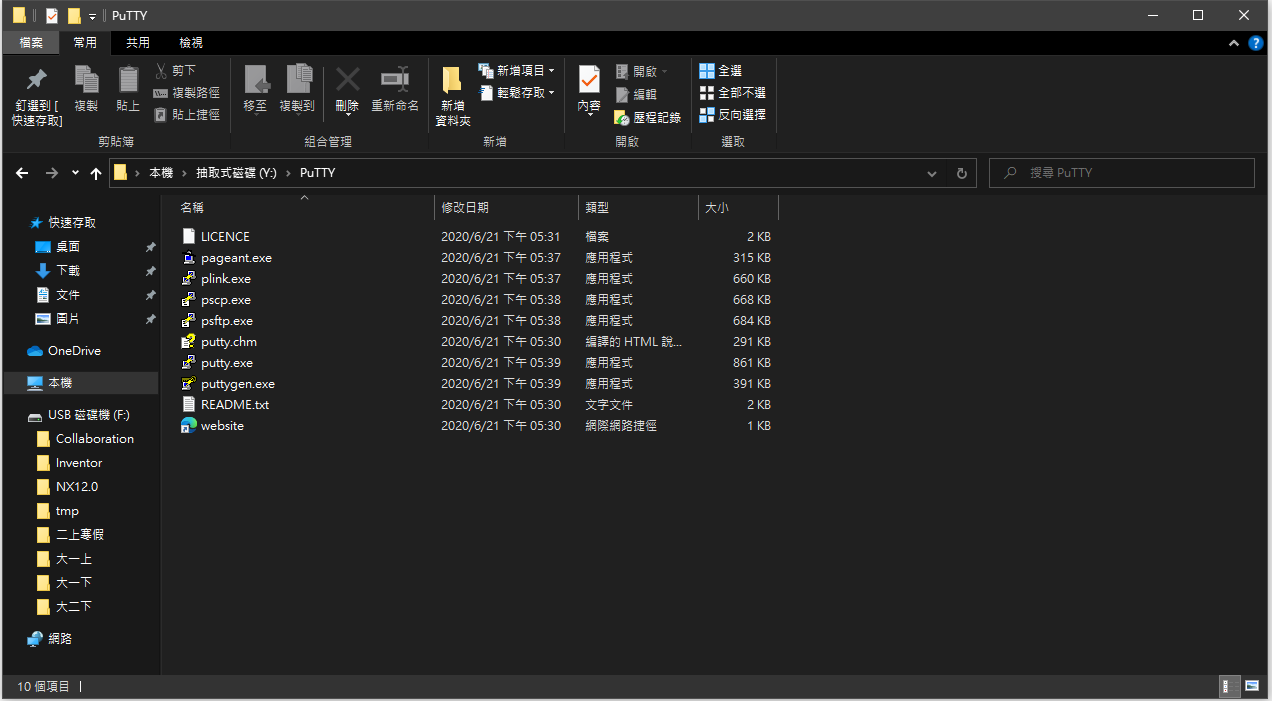 PuTTY
檔案 常用 共用 檢視
釘選到 [
快速存取]
複製
貼上
剪下
複製路徑
貼上捷徑
剪貼簿
移至
複製到
刪除
重新命名
組合管理
新增
資料夾
新增項目
輕鬆存取
新增
內容
開啟
編輯
歷程記錄
開啟
全選
全部不選
反向選擇
選取
本機 › 抽取式磁碟 (Y:) › PuTTY
搜尋 PuTTY
快速存取
桌面
下載
文件
圖片
OneDrive
本機
USB 磁碟機 (F:)
Collaboration
Inventor
NX12.0
tmp
二上寒假
大一上
大一下
大二下
網路
名稱 修改日期 類型 大小
LICENCE 2020/6/21 下午 05:31 檔案 2 KB
pageant.exe 2020/6/21 下午 05:37 應用程式 315 KB
plink.exe 2020/6/21 下午 05:37 應用程式 660 KB
pscp.exe 2020/6/21 下午 05:38 應用程式 668 KB
psftp.exe 2020/6/21 下午 05:38 應用程式 684 KB
putty.chm 2020/6/21 下午 05:30 編譯的 HTML 說... 291 KB
putty.exe 2020/6/21 下午 05:39 應用程式 861 KB
puttygen.exe 2020/6/21 下午 05:39 應用程式 391 KB
README.txt 2020/6/21 下午 05:30 文字文件 2 KB
website 2020/6/21 下午 05:30 網際網路捷徑 1 KB
10 個項目